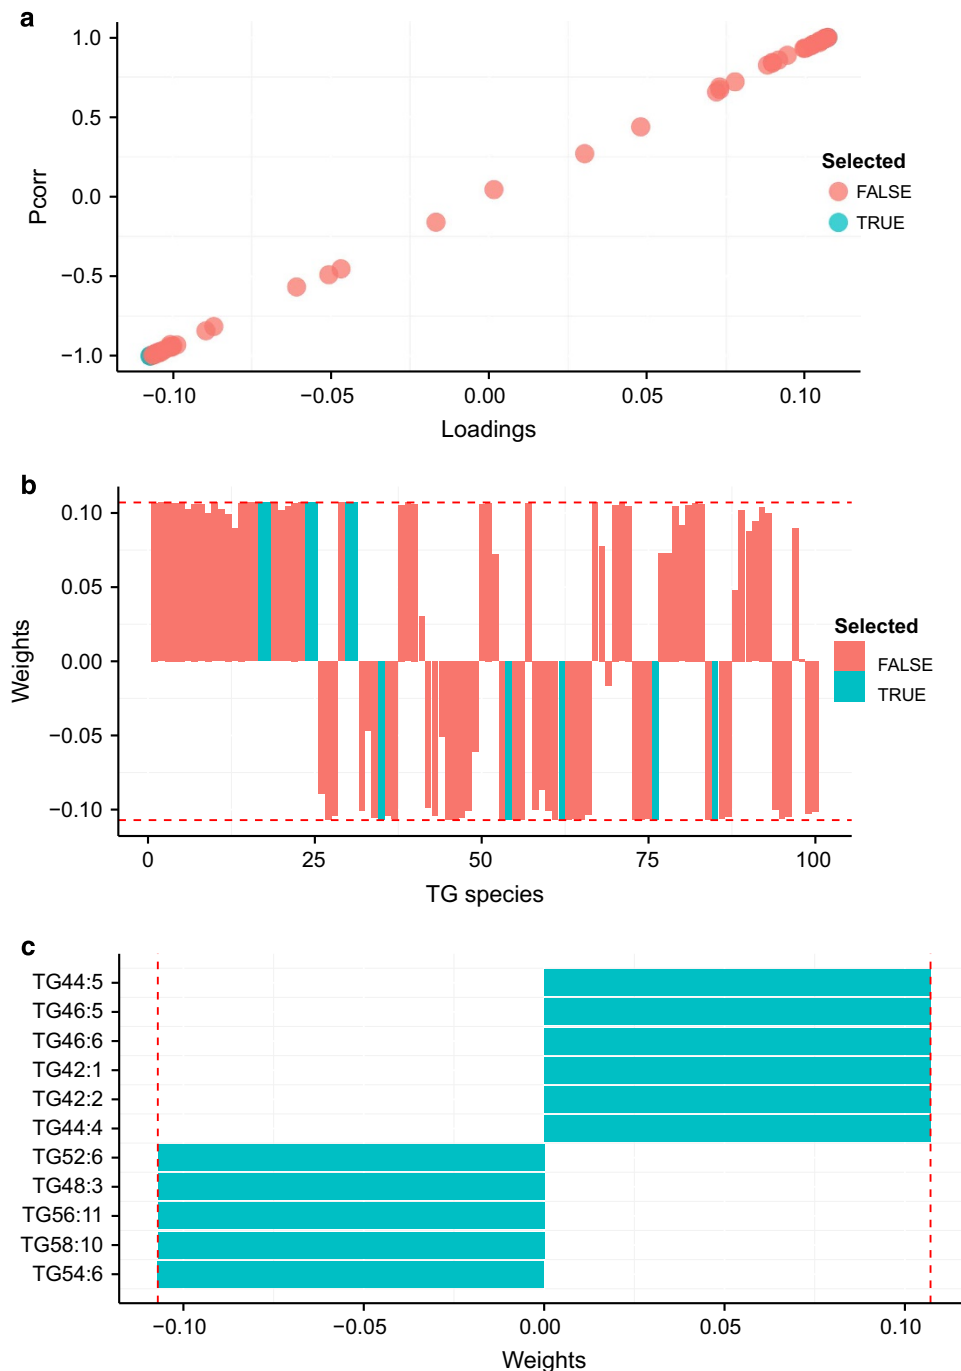 a
1.0
0.5
0.0
−0.5
−1.0
Pcorr
−0.10 −0.05 0.00 0.05 0.10
Loadings
Selected
FALSE
TRUE
b
0.10
0.05
0.00
−0.05
−0.10
Weights
0 25 50 75 100
TG species
Selected
FALSE
TRUE
c
TG44:5
TG46:5
TG46:6
TG42:1
TG42:2
TG44:4
TG52:6
TG48:3
TG56:11
TG58:10
TG54:6
−0.10 −0.05 0.00 0.05 0.10
Weights